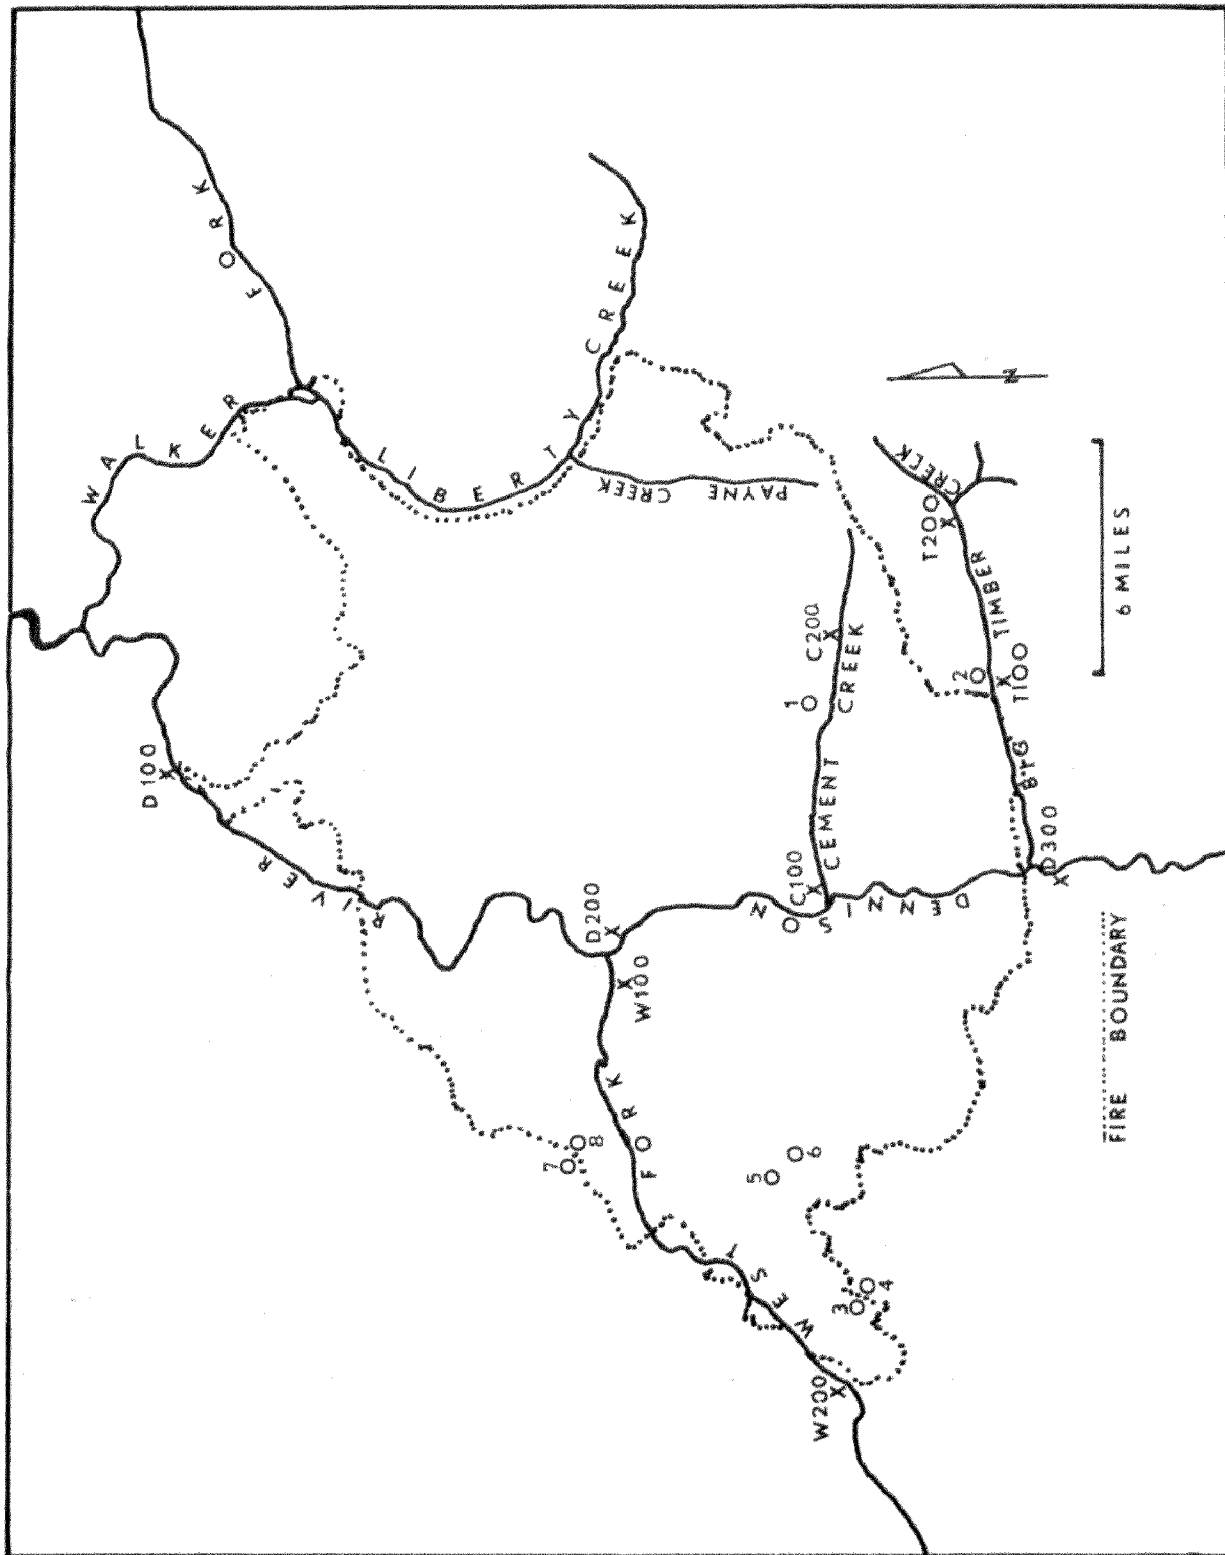 WALKER
FORK
LIBERTY
CREEK
PAYNE
CREEK
D100
DENNISON
RIVER
D200
W100
WEST
FORK
W200
C100
C200
CEMENT
CREEK
T200
T100
BIG
TIMBER
CREEK
D300
1
2
3
4
5
6
7
8
N
6 MILES
FIRE BOUNDARY